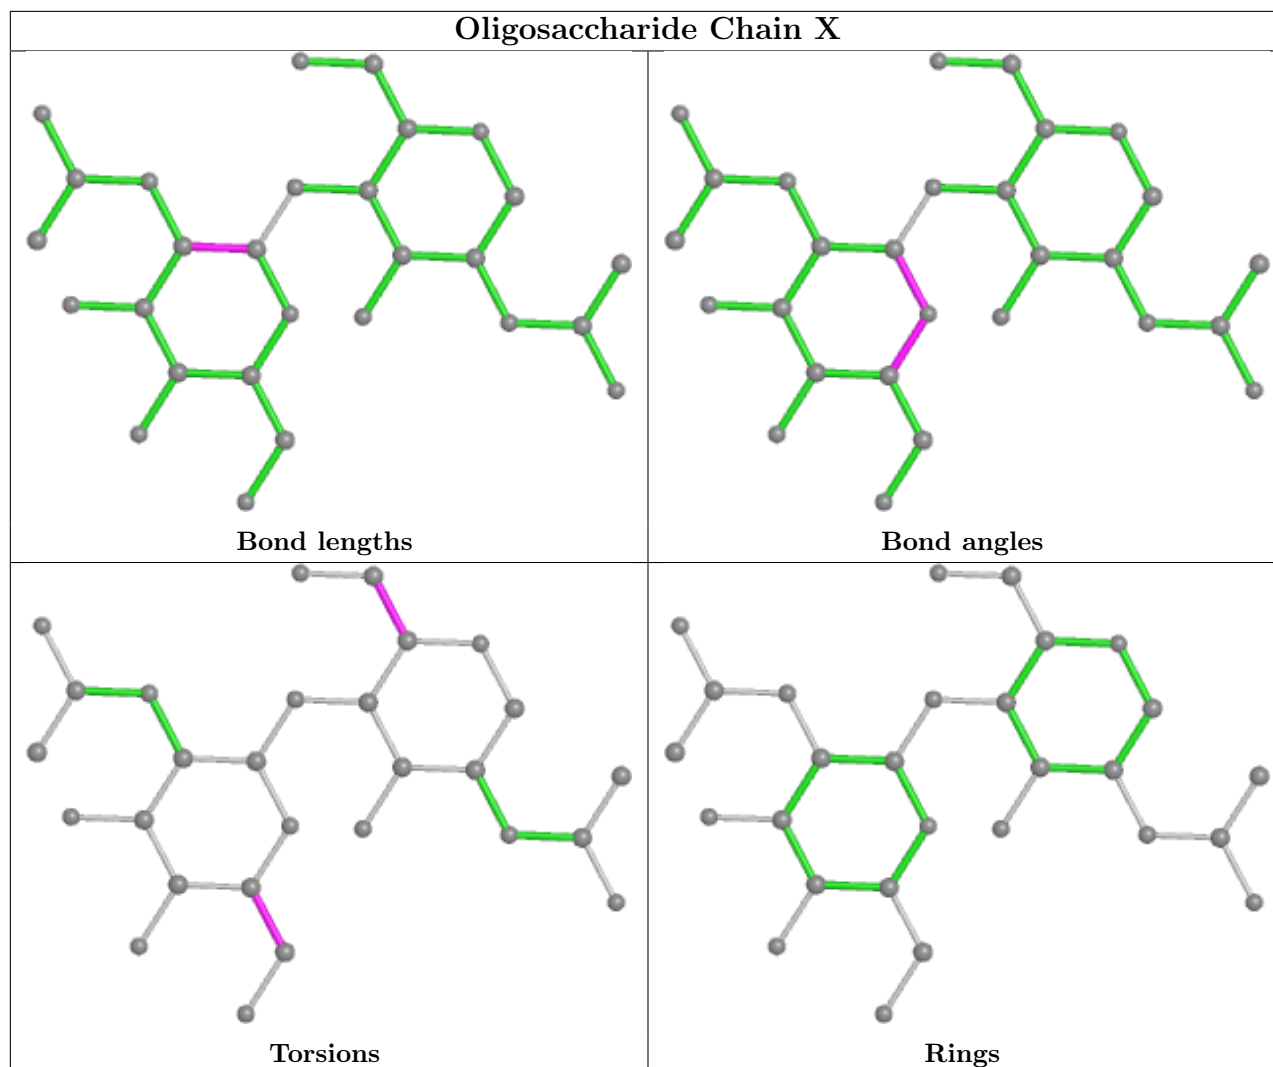 Oligosaccharide Chain X
Bond lengths
Bond angles
Torsions
Rings